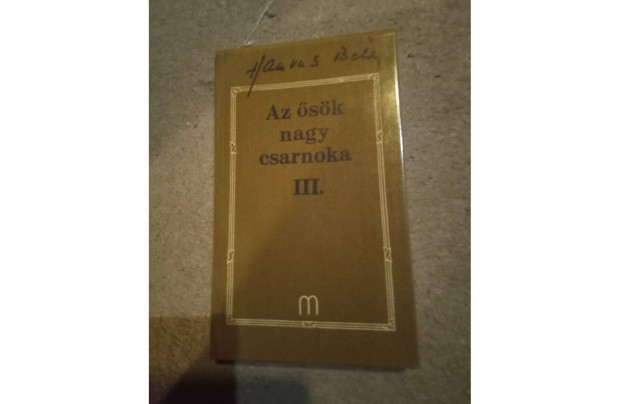 Hamvas Béla
Az ősök
nagy
csarnoka
III.
m